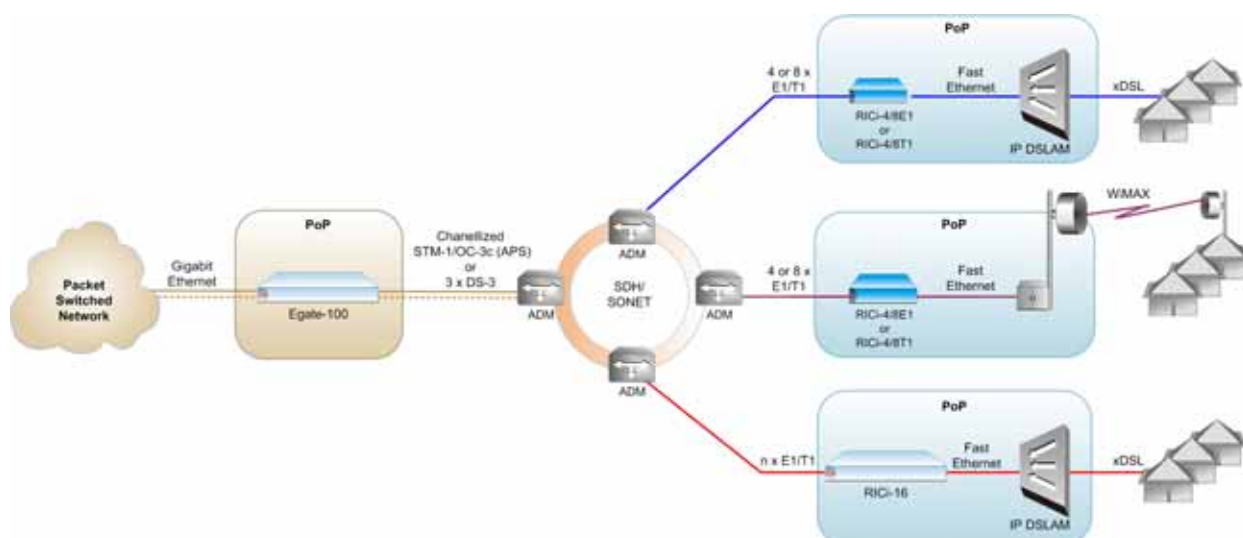 PoP
4 or 8 x
E1/T1
Fast
Ethernet
xDSL
RICi-4/8E1
or
RICi-4/8T1
IP DSLAM
WiMAX
PoP
PoP
Chanellized
STM-1/OC-3c (APS)
or
3 x DS-3
Gigabit
Ethernet
Packet
Switched
Network
Egate-100
ADM
ADM
SDH/
SONET
ADM
ADM
4 or 8 x
E1/T1
Fast
Ethernet
RICi-4/8E1
or
RICi-4/8T1
PoP
n x E1/T1
Fast
Ethernet
xDSL
RICi-16
IP DSLAM